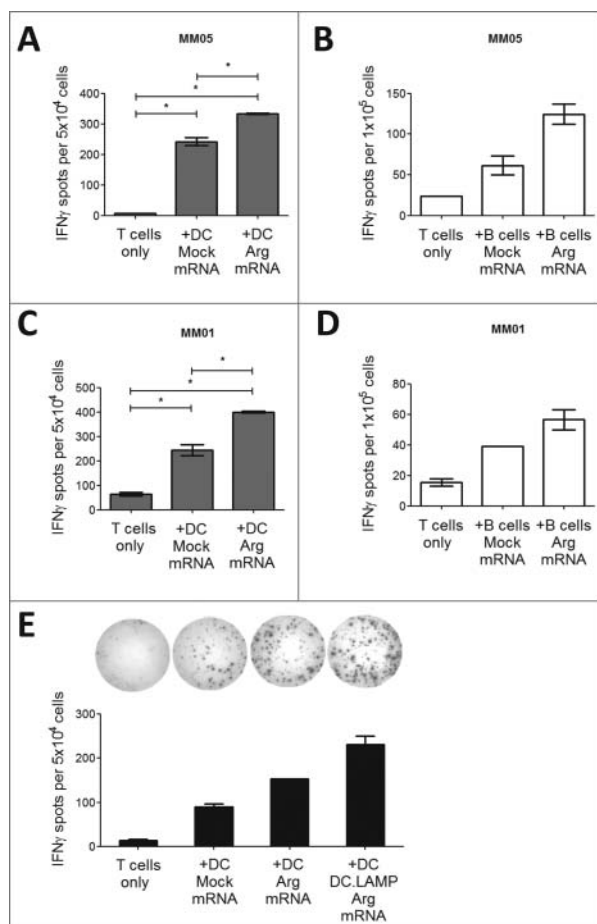 A
MM05
IFNγ spots per 5x10⁴ cells
400
300
200
100
0
*
*
*
T cells
only
+DC
Mock
mRNA
+DC
Arg
mRNA
B
MM05
IFNγ spots per 1x10⁵ cells
150
100
50
0
T cells
only
+B cells
Mock
mRNA
+B cells
Arg
mRNA
C
MM01
IFNγ spots per 5x10⁴ cells
500
400
300
200
100
0
*
*
*
T cells
only
+DC
Mock
mRNA
+DC
Arg
mRNA
D
MM01
IFNγ spots per 1x10⁵ cells
80
60
40
20
0
T cells
only
+B cells
Mock
mRNA
+B cells
Arg
mRNA
E
IFNγ spots per 5x10⁴ cells
300
200
100
0
T cells
only
+DC
Mock
mRNA
+DC
Arg
mRNA
+DC
DC.LAMP
Arg
mRNA